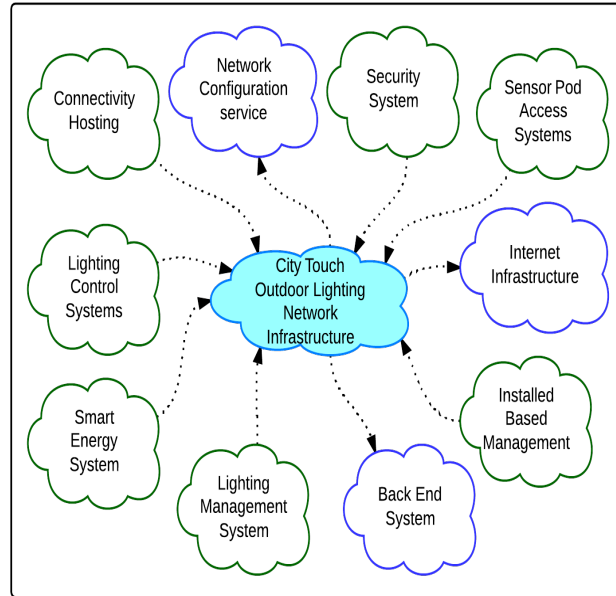 Connectivity
Hosting
Network
Configuration
service
Security
System
Sensor Pod
Access
Systems
Lighting
Control
Systems
City Touch
Outdoor Lighting
Network
Infrastructure
Internet
Infrastructure
Smart
Energy
System
Lighting
Management
System
Back End
System
Installed
Based
Management